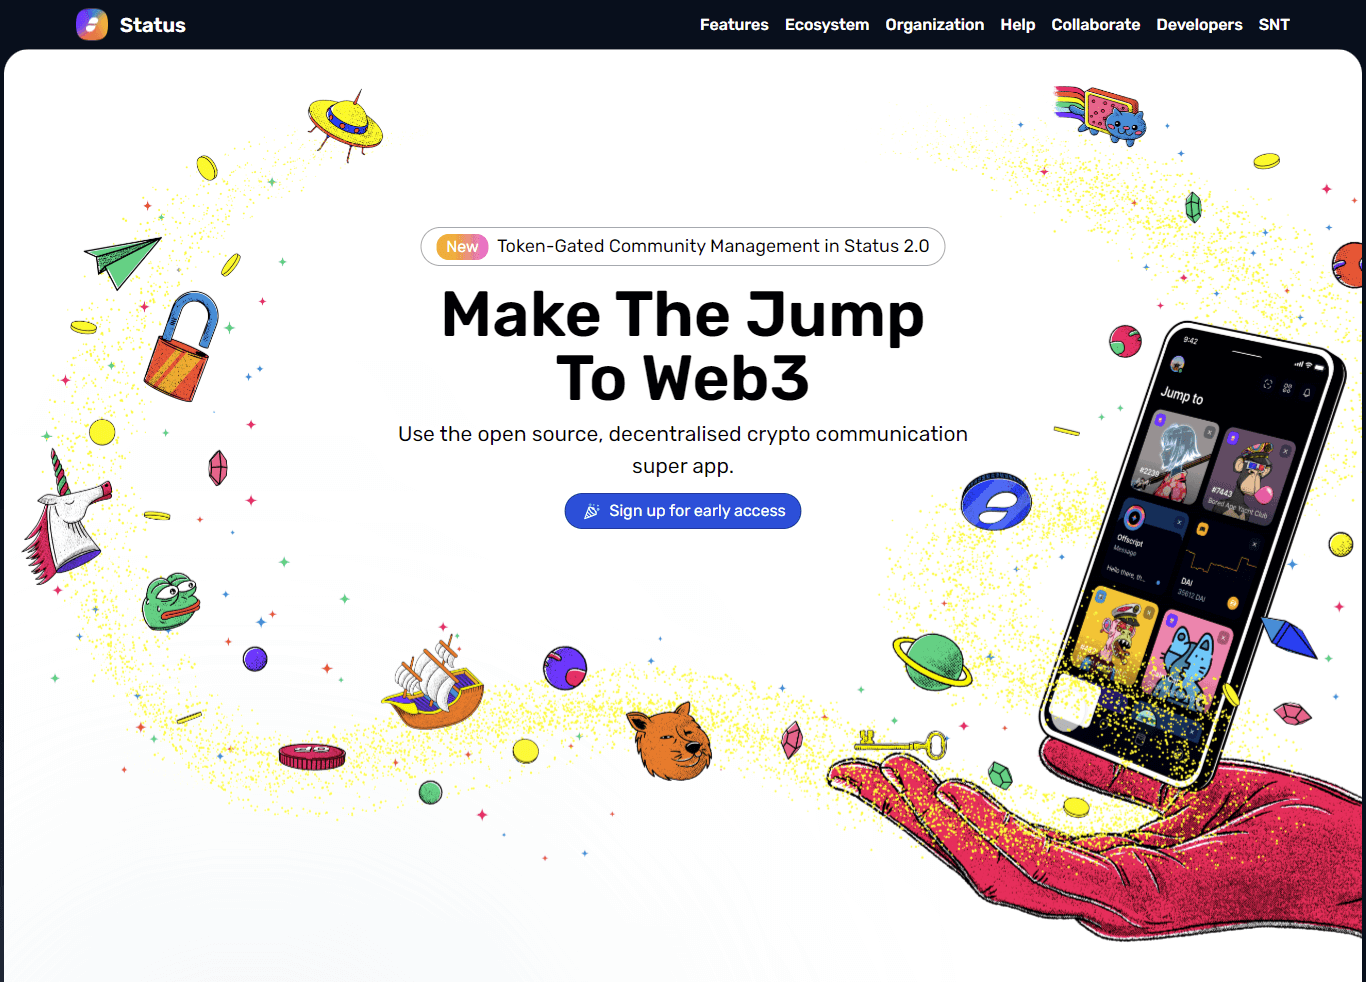 Status
Features Ecosystem Organization Help Collaborate Developers SNT
New Token-Gated Community Management in Status 2.0
Make The Jump
To Web3
Use the open source, decentralised crypto communication
super app.
Sign up for early access
9:42
Jump to
#2239
#7443
Bored Ape Yacht Club
Offscript
Message
Hello there, th...
DAI
35612 DAI